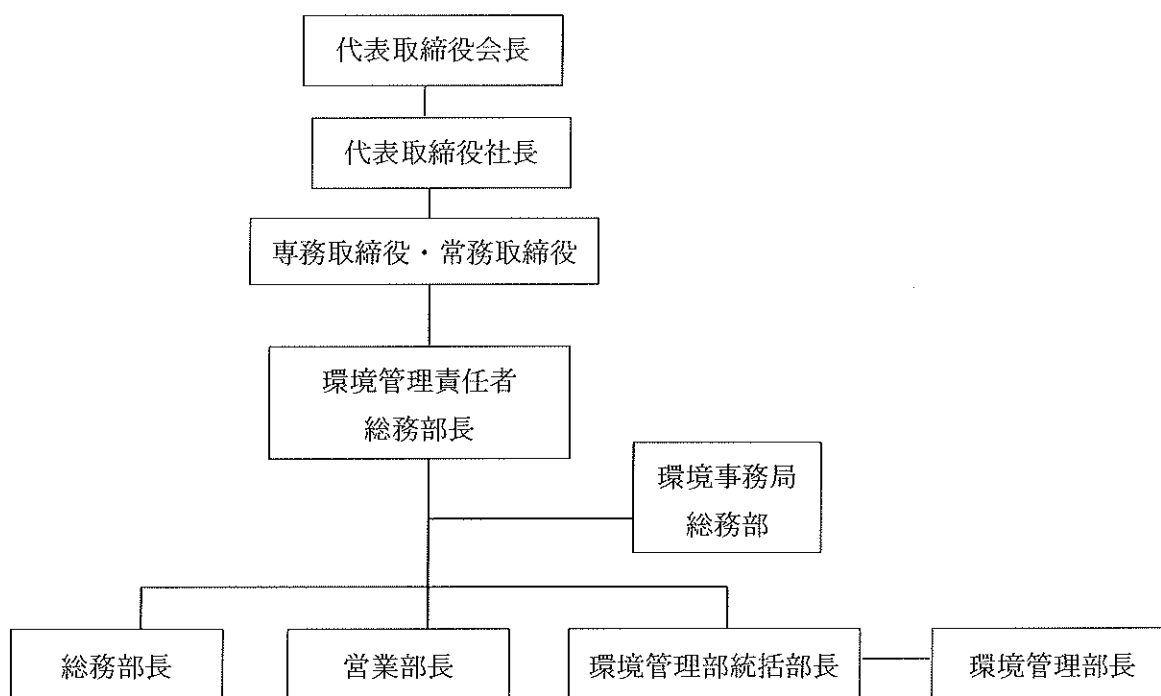 代表取締役会長
代表取締役社長
専務取締役・常務取締役
環境管理責任者
総務部長
環境事務局
総務部
総務部長
営業部長
環境管理部統括部長
環境管理部長